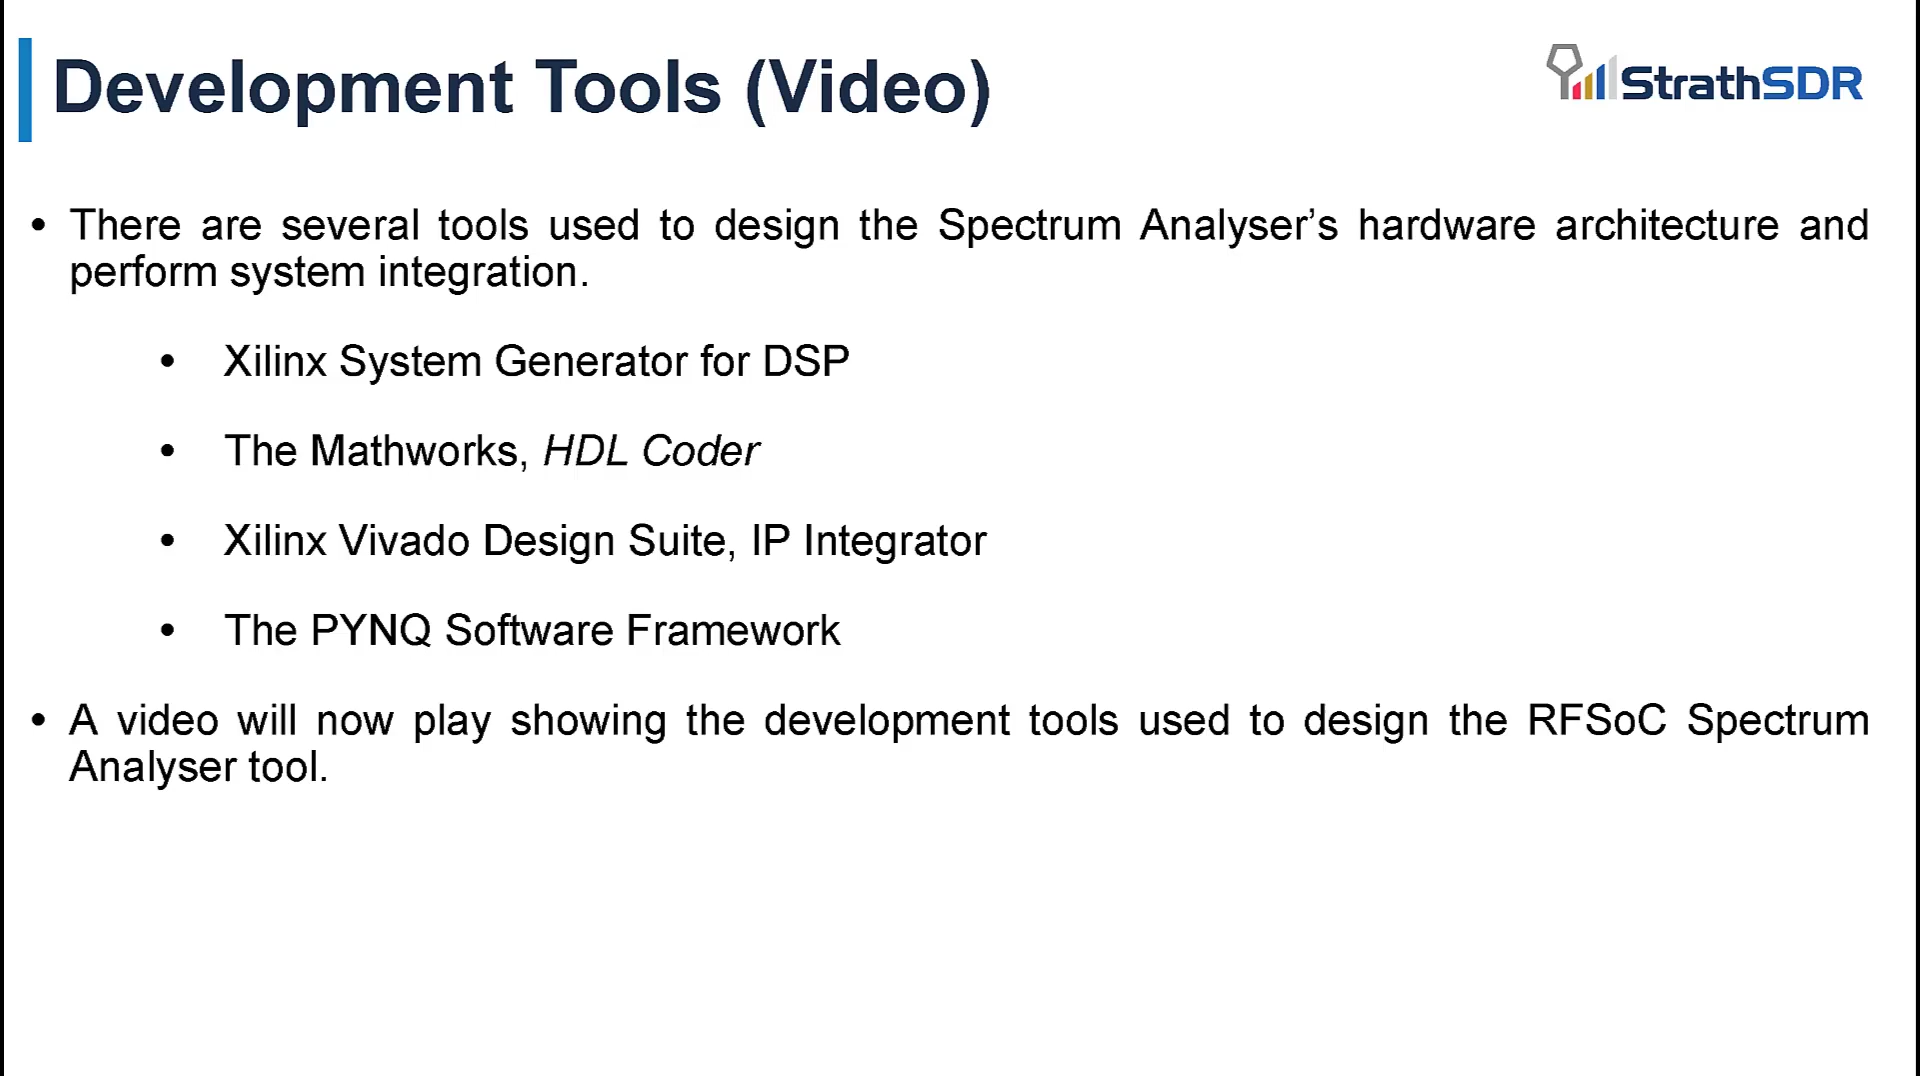 Development Tools (Video)
StrathSDR
• There are several tools used to design the Spectrum Analyser’s hardware architecture and
perform system integration.
• Xilinx System Generator for DSP
• The Mathworks, HDL Coder
• Xilinx Vivado Design Suite, IP Integrator
• The PYNQ Software Framework
• A video will now play showing the development tools used to design the RFSoC Spectrum
Analyser tool.